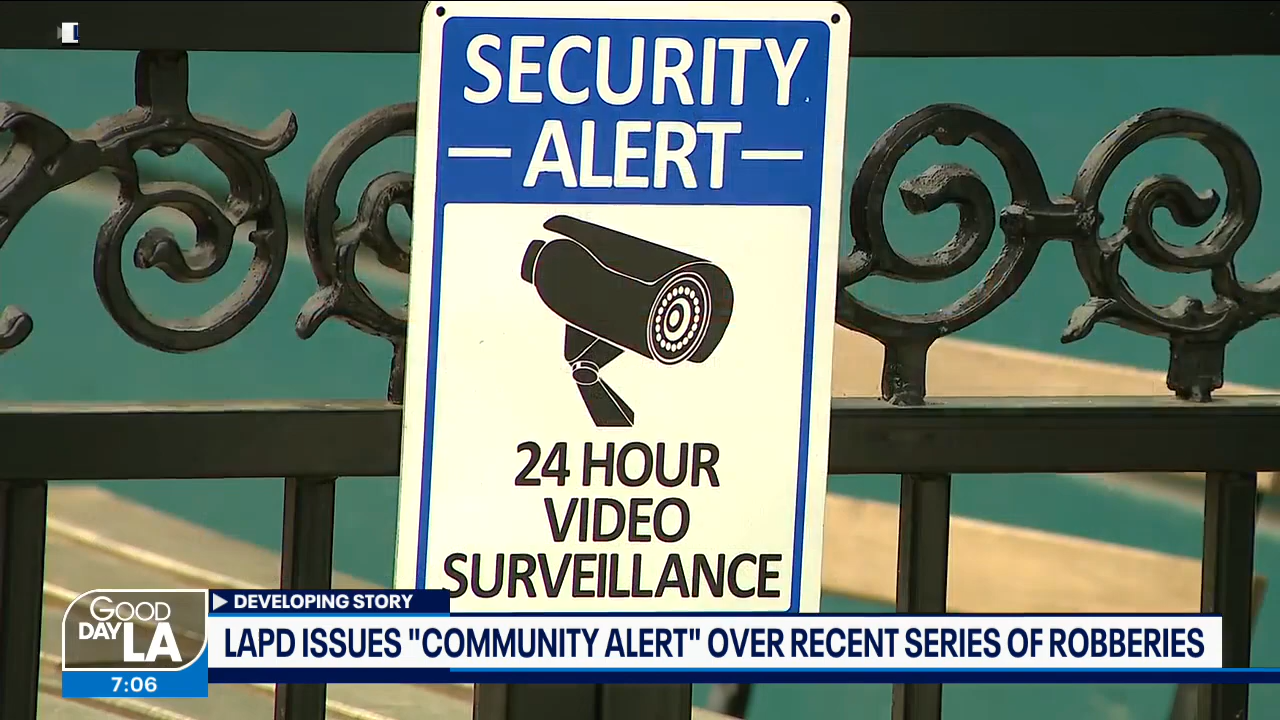 SECURITY
ALERT
24 HOUR
VIDEO
SURVEILLANCE
DEVELOPING STORY
GOOD
DAY LA
LAPD ISSUES "COMMUNITY ALERT" OVER RECENT SERIES OF ROBBERIES
7:06